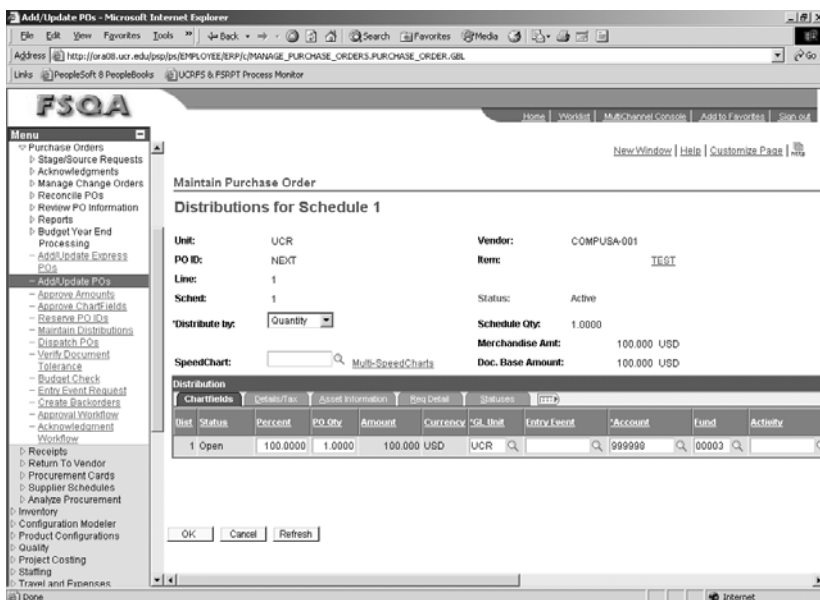 Add/Update POs - Microsoft Internet Explorer
File Edit View Favorites Tools » Back Search Favorites Media
Address http://ora08.ucr.edu/psp/ps/EMPLOYEE/ERP/c/MANAGE_PURCHASE_ORDERS.PURCHASE_ORDER.GBL Go
Links PeopleSoft 8 PeopleBooks UCRFS & FSRPT Process Monitor
FSQA
Home Worklist MultiChannel Console Add to Favorites Sign out
Menu
New Window Help Customize Page http
Purchase Orders
Stage/Source Requests
Acknowledgments
Manage Change Orders
Reconcile POs
Review PO Information
Reports
Budget Year End
Processing
Add/Update Express
POs
Add/Update POs
Approve Amounts
Approve ChartFields
Reserve PO IDs
Maintain Distributions
Dispatch POs
Verify Document
Tolerance
Budget Check
Entry Event Request
Create Backorders
Approval Workflow
Acknowledgment
Workflow
Receipts
Return To Vendor
Procurement Cards
Supplier Schedules
Analyze Procurement
Inventory
Configuration Modeler
Product Configurations
Quality
Project Costing
Staffing
Travel and Expenses
Maintain Purchase Order
Distributions for Schedule 1
Unit: UCR Vendor: COMPUSA-001
PO ID: NEXT Item: TEST
Line: 1
Sched: 1 Status: Active
*Distribute by: Quantity Schedule Qty: 1.0000
Merchandise Amt: 100.000 USD
SpeedChart: Multi-SpeedCharts Doc. Base Amount: 100.000 USD
Distribution
Chartfields Details/Tax Asset Information Req Detail Statuses
Dist Status Percent PO Qty Amount Currency *GL Unit Entry Event *Account Fund Activity
1 Open 100.0000 1.0000 100.000 USD UCR 999999 00003
OK Cancel Refresh
Done Internet